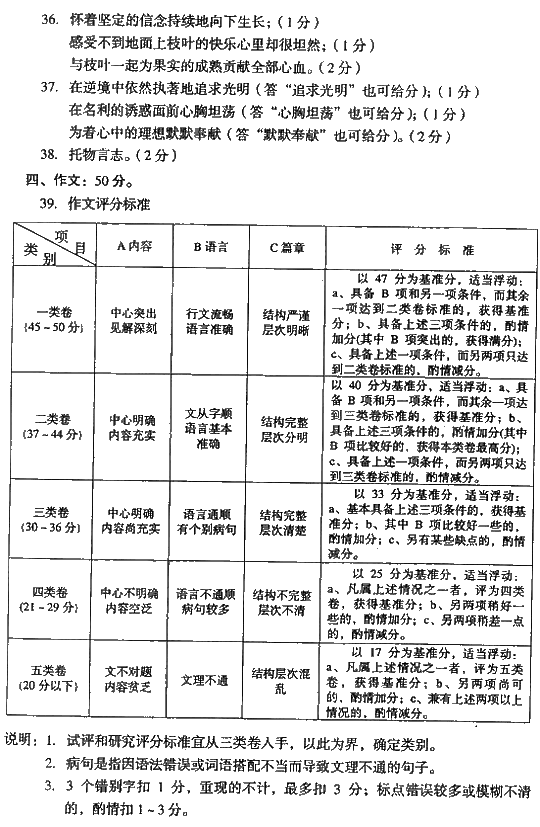 36. 怀着坚定的信念持续地向下生长；(1分)
感受不到地面上枝叶的快乐心里却很坦然；(1分)
与枝叶一起为果实的成熟贡献全部心血。(2分)
37. 在逆境中依然执著地追求光明(答“追求光明”也可给分)；(1分)
在名利的诱惑面前心胸坦荡(答“心胸坦荡”也可给分)；(1分)
为着心中的理想默默奉献(答“默默奉献”也可给分)。(2分)
38. 托物言志。(2分)
四、作文：50分。
39. 作文评分标准
项目
类别
A内容
B语言
C篇章
评 分 标 准
一类卷
(45~50分)
中心突出
见解深刻
行文流畅
语言准确
结构严谨
层次明晰
以 47 分为基准分，适当浮动：
a、具备 B 项和另一项条件，而其余
一项达到二类卷标准的，获得基准
分；b、具备上述三项条件的，酌情
加分(其中 B 项突出的，获得满分)；
c、具备上述一项条件，而另两项只达
到二类卷标准的，酌情减分。
二类卷
(37~44分)
中心明确
内容充实
文从字顺
语言基本
准确
结构完整
层次分明
以 40 分为基准分，适当浮动：a、具
备 B 项和另一项条件，而其余一项达
到三类卷标准的，获得基准分；b、
具备上述三项条件的，酌情加分(其中
B 项比较好的，获得本类卷最高分)；
c、具备上述一项条件，而另两项只达
到三类卷标准的，酌情减分。
三类卷
(30~36分)
中心明确
内容尚充实
语言通顺
有个别病句
结构完整
层次清楚
以 33 分为基准分，适当浮动：
a、基本具备上述三项条件的，获得基
准分；b、其中 B 项比较好一些的，
酌情加分；c、另有某些缺点的，酌情
减分。
四类卷
(21~29分)
中心不明确
内容空泛
语言不通顺
病句较多
结构不完整
层次不清
以 25 分为基准分，适当浮动：
a、凡属上述情况之一者，评为四类
卷，获得基准分；b、另两项稍好一
些的，酌情加分；c、另两项稍差一点
的，酌情减分。
五类卷
(20分以下)
文不对题
内容贫乏
文理不通
结构层次混
乱
以 17 分为基准分，适当浮动：
a、凡属上述情况之一者，评为五类
卷，获得基准分；b、另两项尚可
的，酌情加分；c、兼有上述两项以上
情况的，酌情减分。
说明：1. 试评和研究评分标准宜从三类卷入手，以此为界，确定类别。
2. 病句是指因语法错误或词语搭配不当而导致文理不通的句子。
3. 3 个错别字扣 1 分，重现的不计，最多扣 3 分；标点错误较多或模糊不清
的，酌情扣1~3分。